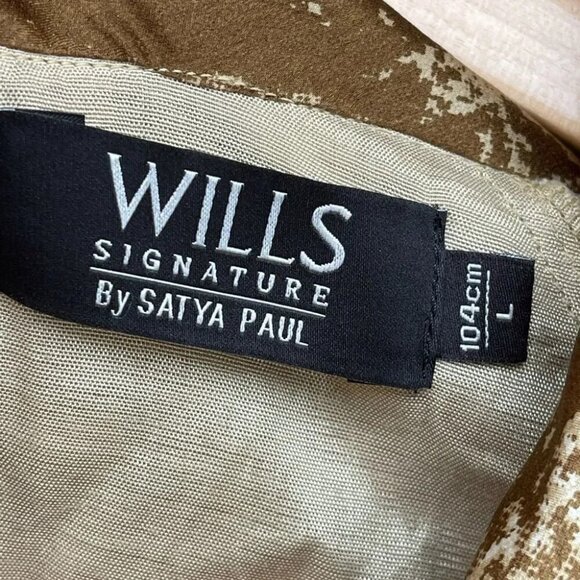 WILLS
SIGNATURE
By SATYA PAUL
104cm
L